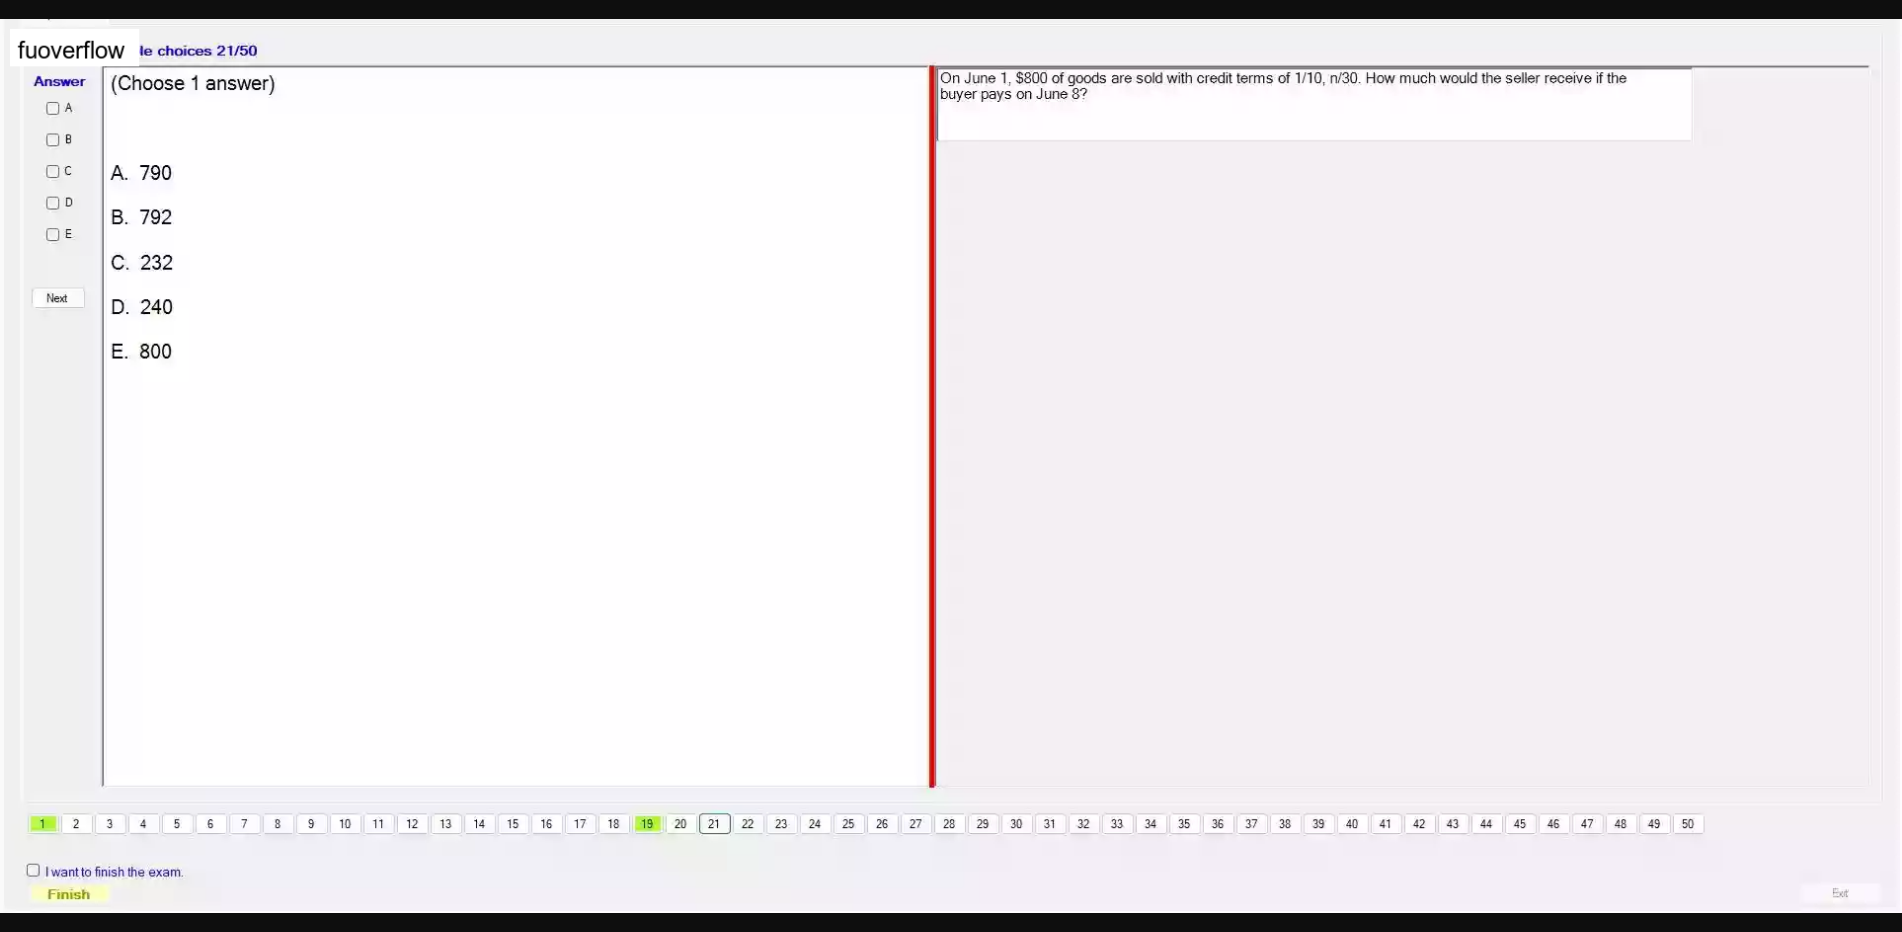 fuoverflow le choices 21/50
Answer
A
B
C
D
E
Next
(Choose 1 answer)
A. 790
B. 792
C. 232
D. 240
E. 800
On June 1, $800 of goods are sold with credit terms of 1/10, n/30. How much would the seller receive if the
buyer pays on June 8?
1 2 3 4 5 6 7 8 9 10 11 12 13 14 15 16 17 18 19 20 21 22 23 24 25 26 27 28 29 30 31 32 33 34 35 36 37 38 39 40 41 42 43 44 45 46 47 48 49 50
I want to finish the exam.
Finish
Exit